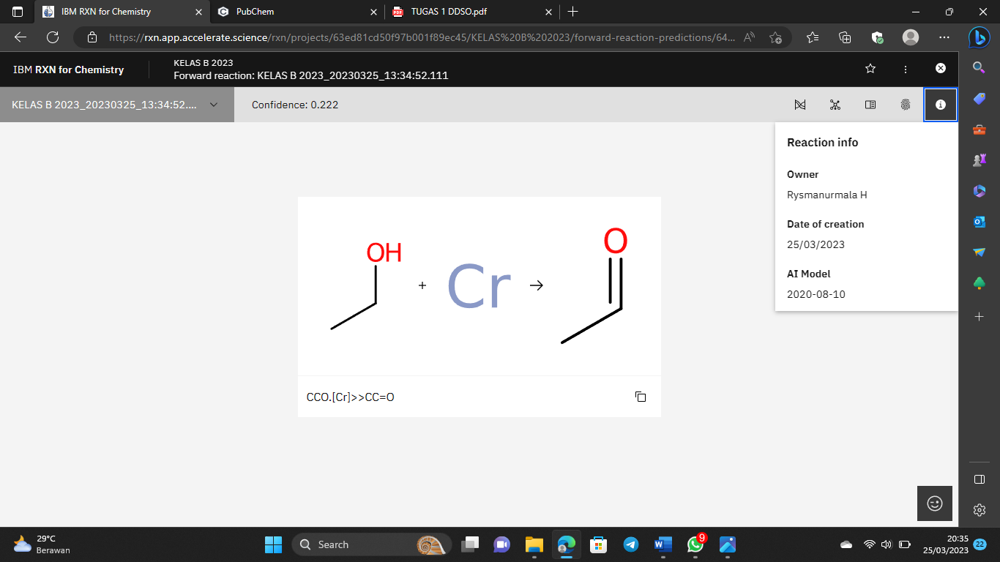 IBM RXN for Chemistry
PubChem
TUGAS 1 DDSO.pdf
https://rxn.app.accelerate.science/rxn/projects/63ed81cd50f97b001f89ec45/KELAS%20B%202023/forward-reaction-predictions/64...
IBM RXN for Chemistry
KELAS B 2023
Forward reaction: KELAS B 2023_20230325_13:34:52.111
KELAS B 2023_20230325_13:34:52....
Confidence: 0.222
Reaction info
Owner
Rysmanurmala H
Date of creation
25/03/2023
AI Model
2020-08-10
OH
+
Cr
→
O
CCO.[Cr]>>CC=O
29°C
Berawan
Search
9
20:35
25/03/2023
22